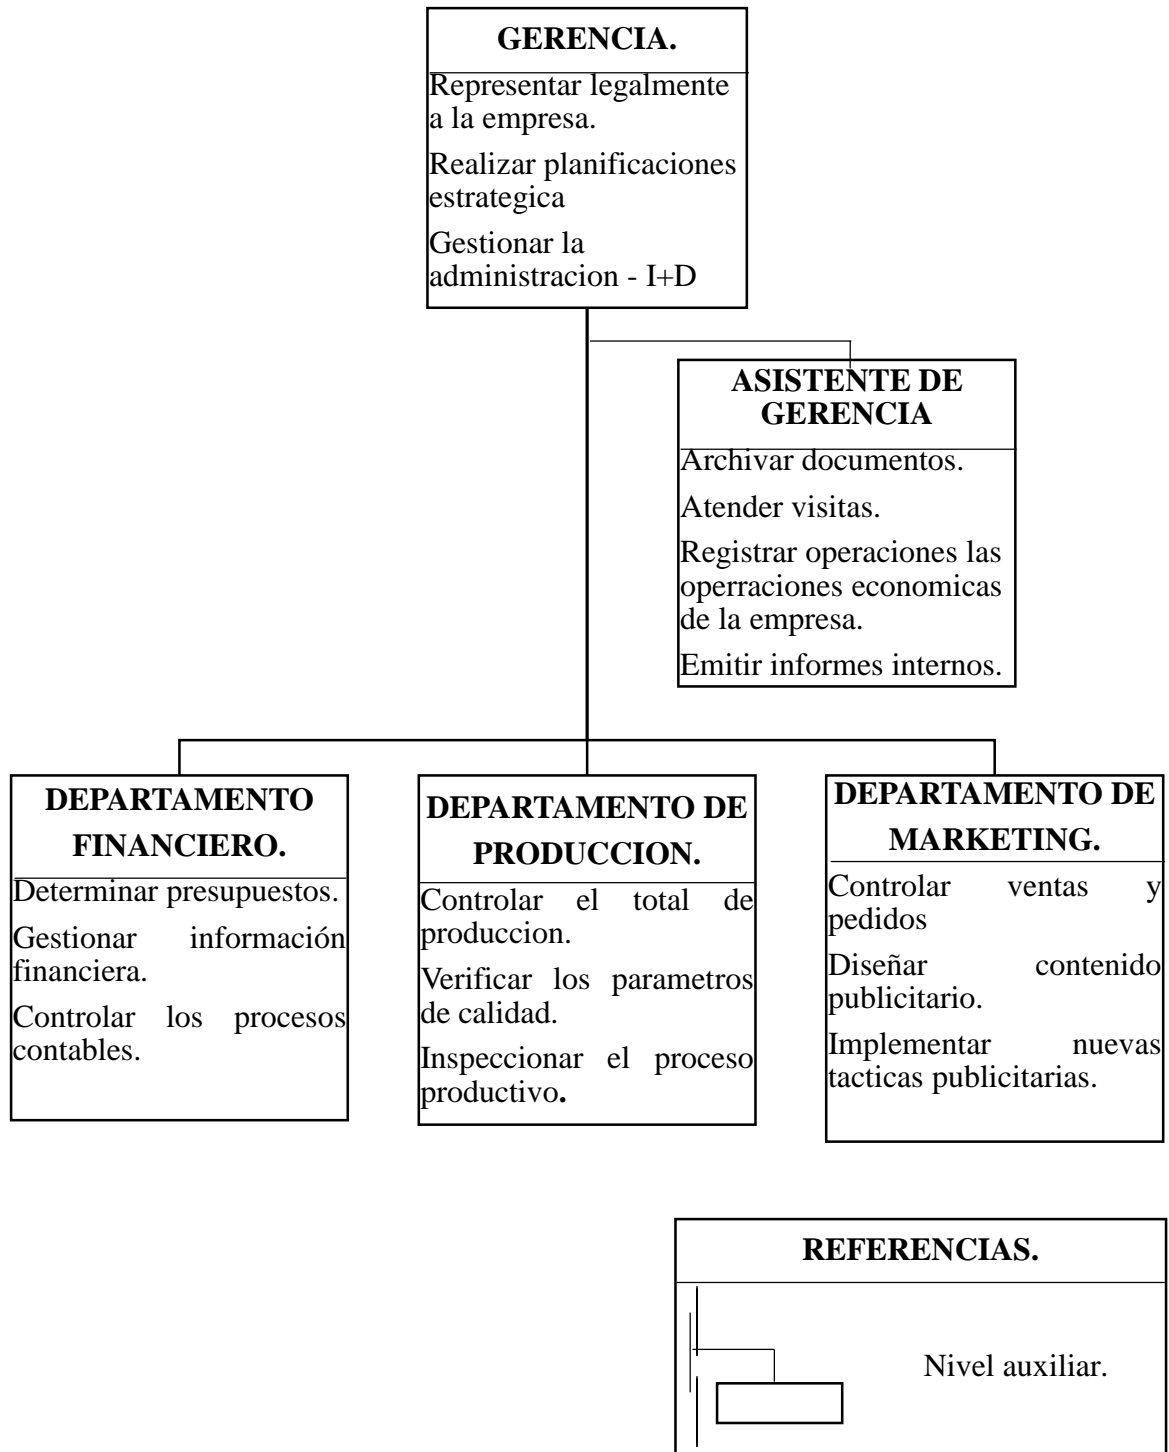 GERENCIA.
Representar legalmente
a la empresa.
Realizar planificaciones
estrategica
Gestionar la
administracion - I+D
ASISTENTE DE
GERENCIA
Archivar documentos.
Atender visitas.
Registrar operaciones las
operraciones economicas
de la empresa.
Emitir informes internos.
DEPARTAMENTO
FINANCIERO.
Determinar presupuestos.
Gestionar información
financiera.
Controlar los procesos
contables.
DEPARTAMENTO DE
PRODUCCION.
Controlar el total de
produccion.
Verificar los parametros
de calidad.
Inspeccionar el proceso
productivo.
DEPARTAMENTO DE
MARKETING.
Controlar ventas y
pedidos
Diseñar contenido
publicitario.
Implementar nuevas
tacticas publicitarias.
REFERENCIAS.
Nivel auxiliar.